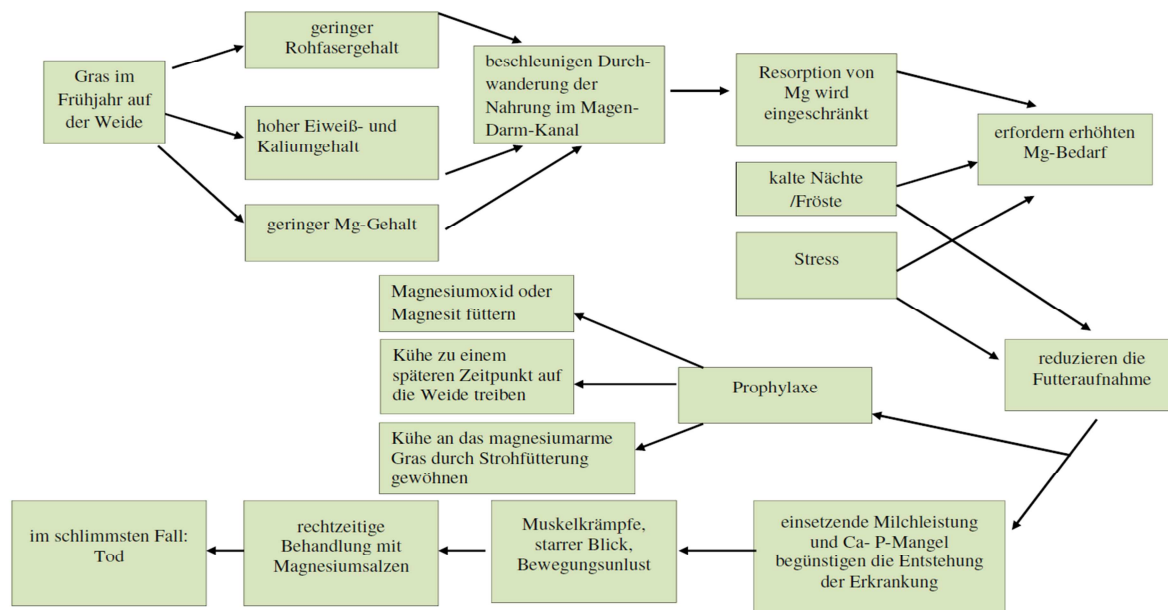 geringer
Rohfasergehalt
Gras im
Frühjahr auf
der Weide
hoher Eiweiß- und
Kaliumgehalt
geringer Mg-Gehalt
beschleunigen Durch-
wanderung der
Nahrung im Magen-
Darm-Kanal
Resorption von
Mg wird
eingeschränkt
kalte Nächte
/Fröste
Stress
erfordern erhöhten
Mg-Bedarf
reduzieren die
Futteraufnahme
Prophylaxe
Magnesiumoxid oder
Magnesit füttern
Kühe zu einem
späteren Zeitpunkt auf
die Weide treiben
Kühe an das magnesiumarme
Gras durch Strohfütterung
gewöhnen
einsetzende Milchleistung
und Ca- P-Mangel
begünstigen die Entstehung
der Erkrankung
Muskelkrämpfe,
starrer Blick,
Bewegungsunlust
rechtzeitige
Behandlung mit
Magnesiumsalzen
im schlimmsten Fall:
Tod